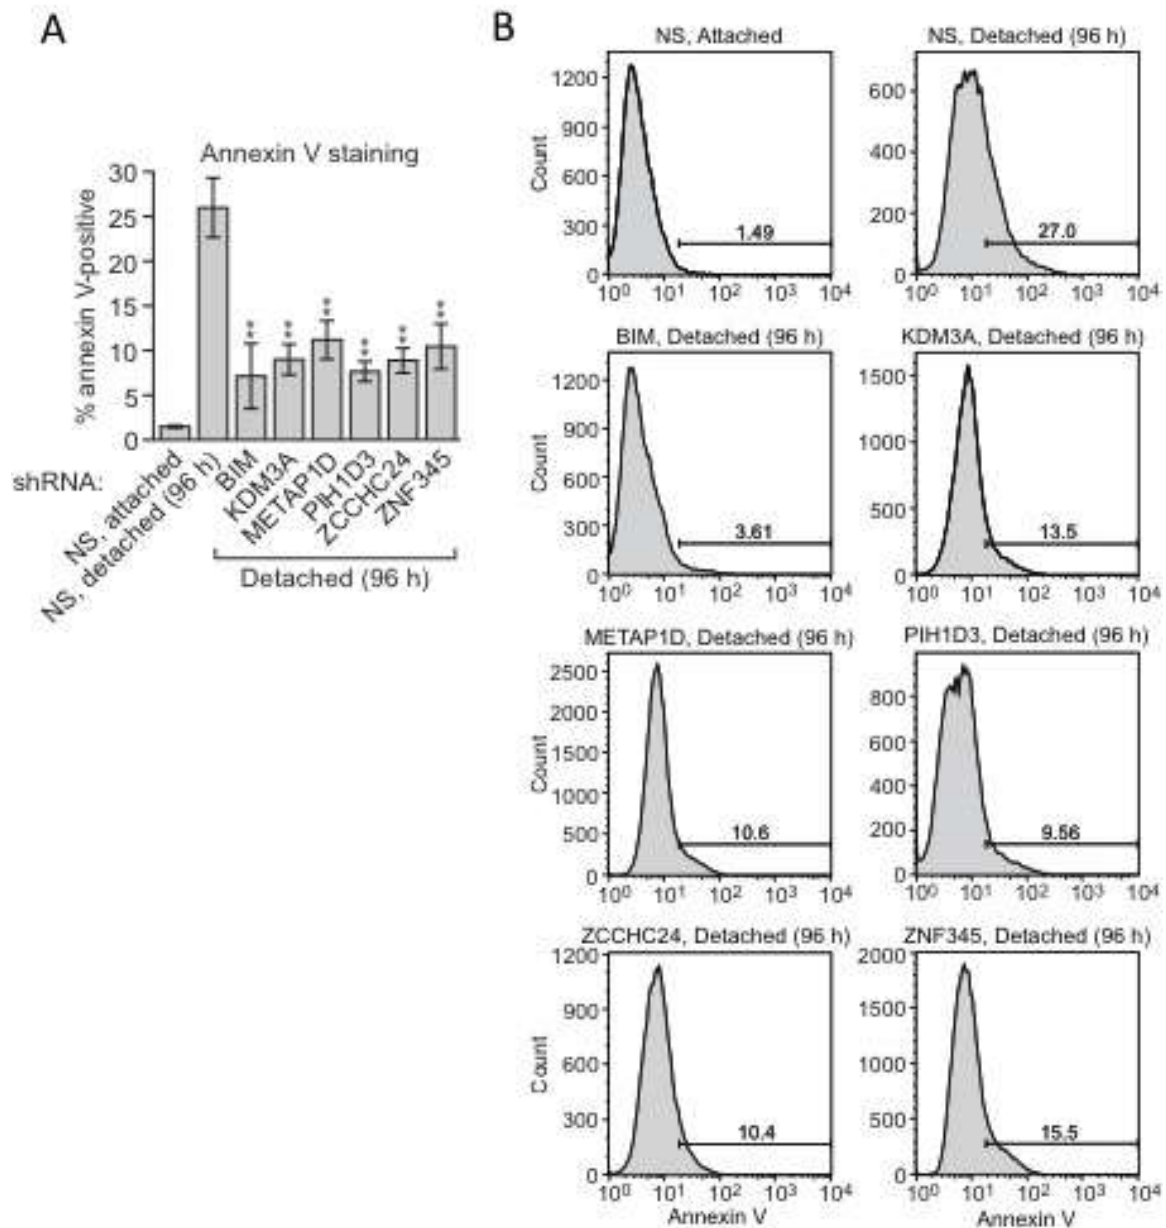 A
Annexin V staining
% annexin V-positive
30
25
20
15
10
5
0
** ** ** ** ** **
shRNA:
NS, attached
NS, detached (96 h)
BIM
KDM3A
METAP1D
PIH1D3
ZCCHC24
ZNF345
Detached (96 h)
B
NS, Attached
Count
1200
900
600
300
0
1.49
10⁰ 10¹ 10² 10³ 10⁴
NS, Detached (96 h)
600
400
200
0
27.0
10⁰ 10¹ 10² 10³ 10⁴
BIM, Detached (96 h)
1200
900
600
300
0
3.61
10⁰ 10¹ 10² 10³ 10⁴
KDM3A, Detached (96 h)
1500
1000
500
0
13.5
10⁰ 10¹ 10² 10³ 10⁴
METAP1D, Detached (96 h)
Count
2500
2000
1500
1000
500
0
10.6
10⁰ 10¹ 10² 10³ 10⁴
PIH1D3, Detached (96 h)
800
600
400
200
0
9.56
10⁰ 10¹ 10² 10³ 10⁴
ZCCHC24, Detached (96 h)
Count
1200
900
600
300
0
10.4
10⁰ 10¹ 10² 10³ 10⁴
Annexin V
ZNF345, Detached (96 h)
2000
1500
1000
500
0
15.5
10⁰ 10¹ 10² 10³ 10⁴
Annexin V